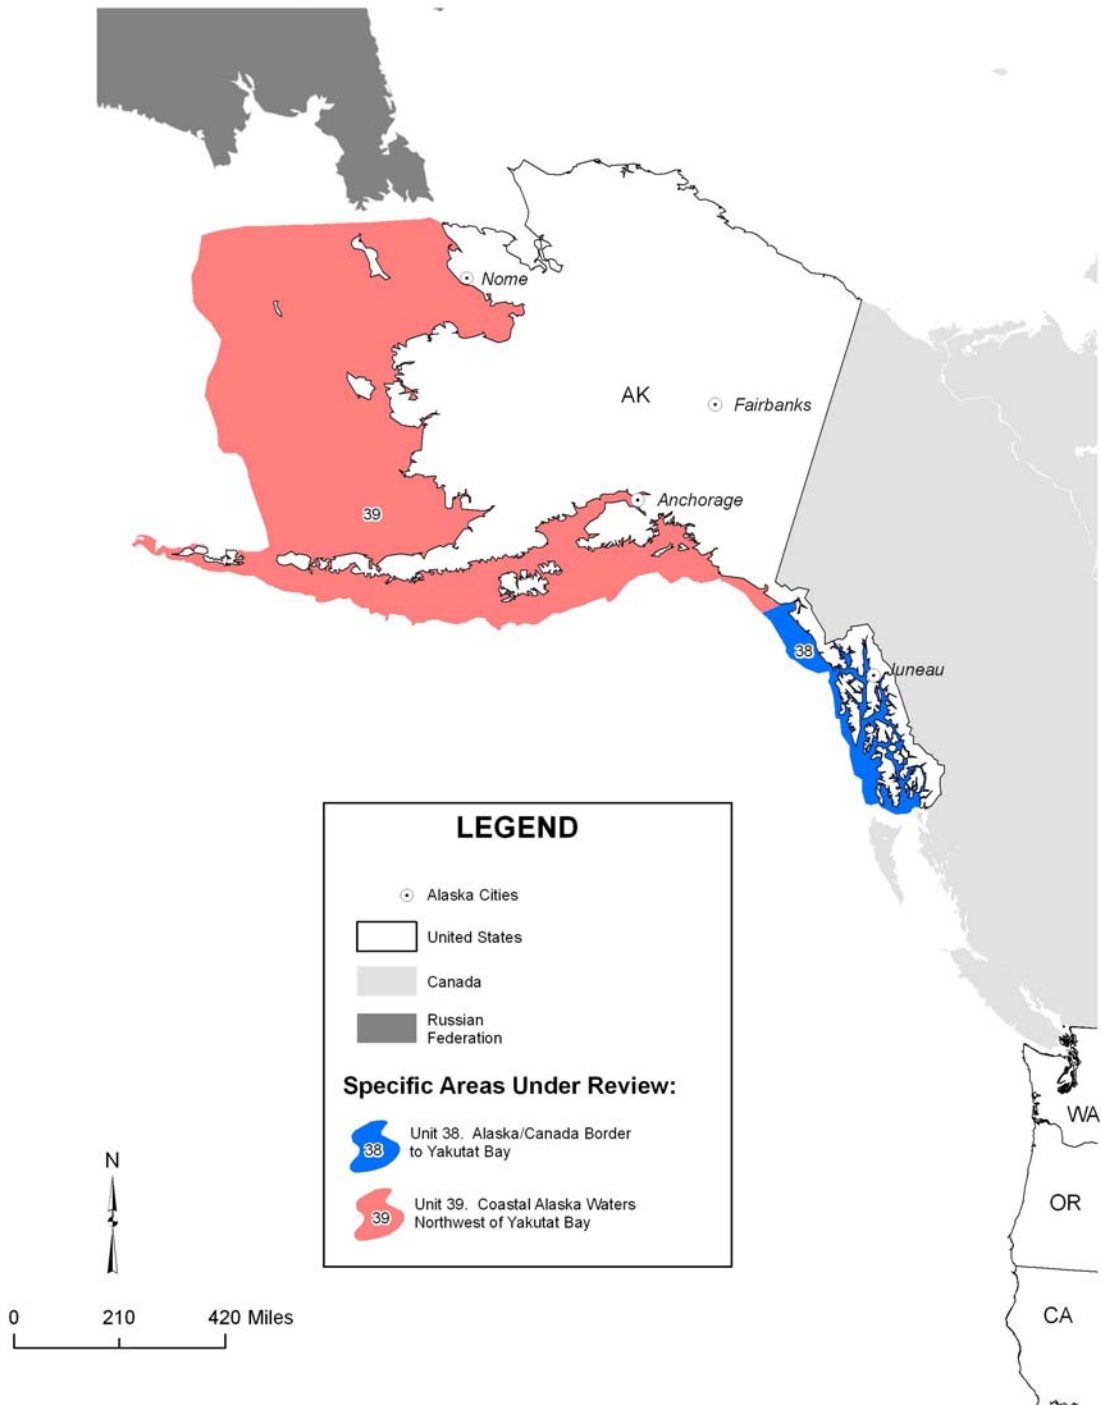 Nome
AK
Fairbanks
39
Anchorage
38
Juneau
LEGEND
Alaska Cities
United States
Canada
Russian
Federation
Specific Areas Under Review:
38
Unit 38. Alaska/Canada Border
to Yakutat Bay
39
Unit 39. Coastal Alaska Waters
Northwest of Yakutat Bay
WA
N
OR
0 210 420 Miles
CA